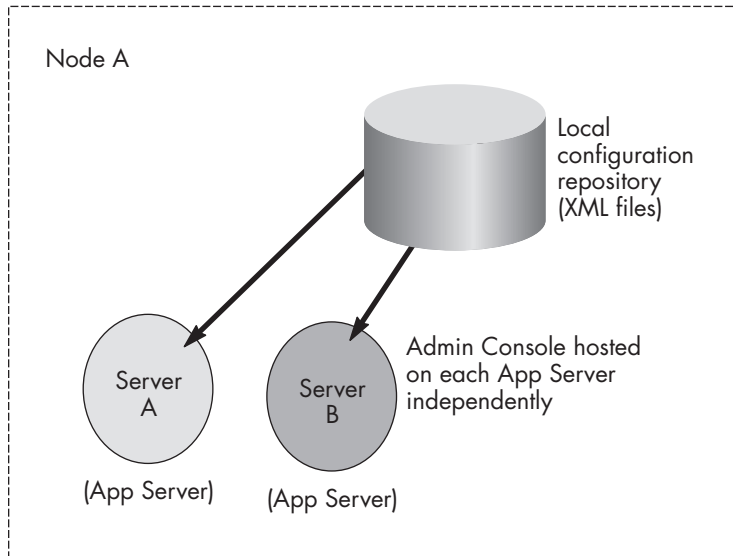 Node A
Local
configuration
repository
(XML files)
Admin Console hosted
on each App Server
independently
Server
A
Server
B
(App Server)
(App Server)